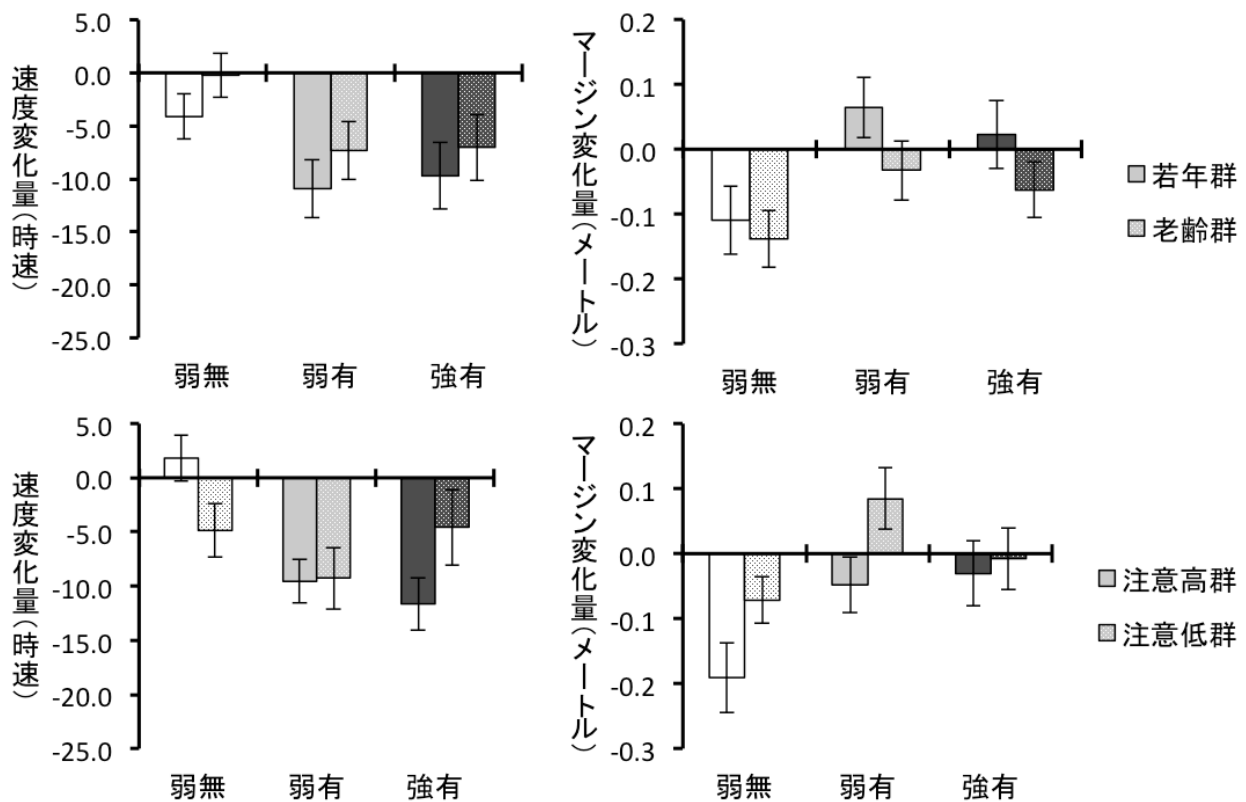 速度変化量(時速)
5.0
0.0
-5.0
-10.0
-15.0
-20.0
-25.0
弱無 弱有 強有
マージン変化量(メートル)
0.2
0.1
0.0
-0.1
-0.2
-0.3
弱無 弱有 強有
若年群
老齢群
速度変化量(時速)
5.0
0.0
-5.0
-10.0
-15.0
-20.0
-25.0
弱無 弱有 強有
マージン変化量(メートル)
0.2
0.1
0.0
-0.1
-0.2
-0.3
弱無 弱有 強有
注意高群
注意低群